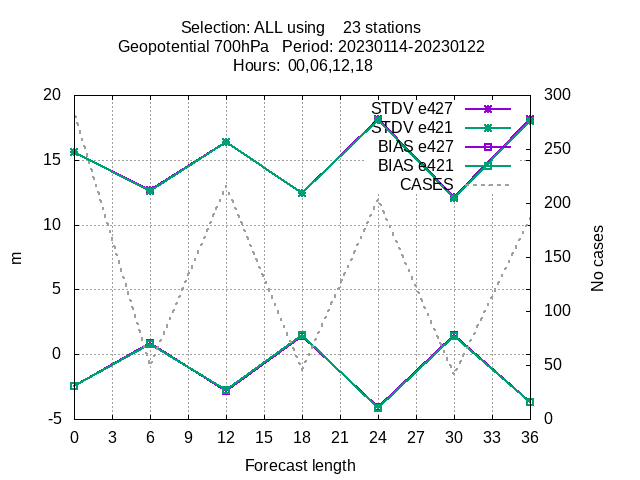 Selection: ALL using    23 stations
Geopotential 700hPa   Period: 20230114-20230122
Hours:  00,06,12,18
20 300
STDV e427
STDV e421
15 250
BIAS e427
BIAS e421
CASES
10 200
5 150
m
No cases
100
0 50
-5 0
0 3 6 9 12 15 18 21 24 27 30 33 36
Forecast length